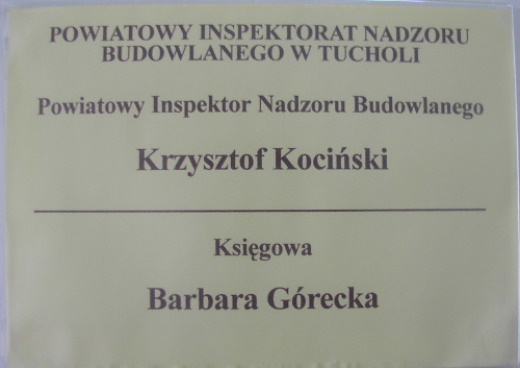 POWIATOWY INSPEKTORAT NADZORU
BUDOWLANEGO W TUCHOLI
Powiatowy Inspektor Nadzoru Budowlanego
Krzysztof Kociński
Księgowa
Barbara Górecka